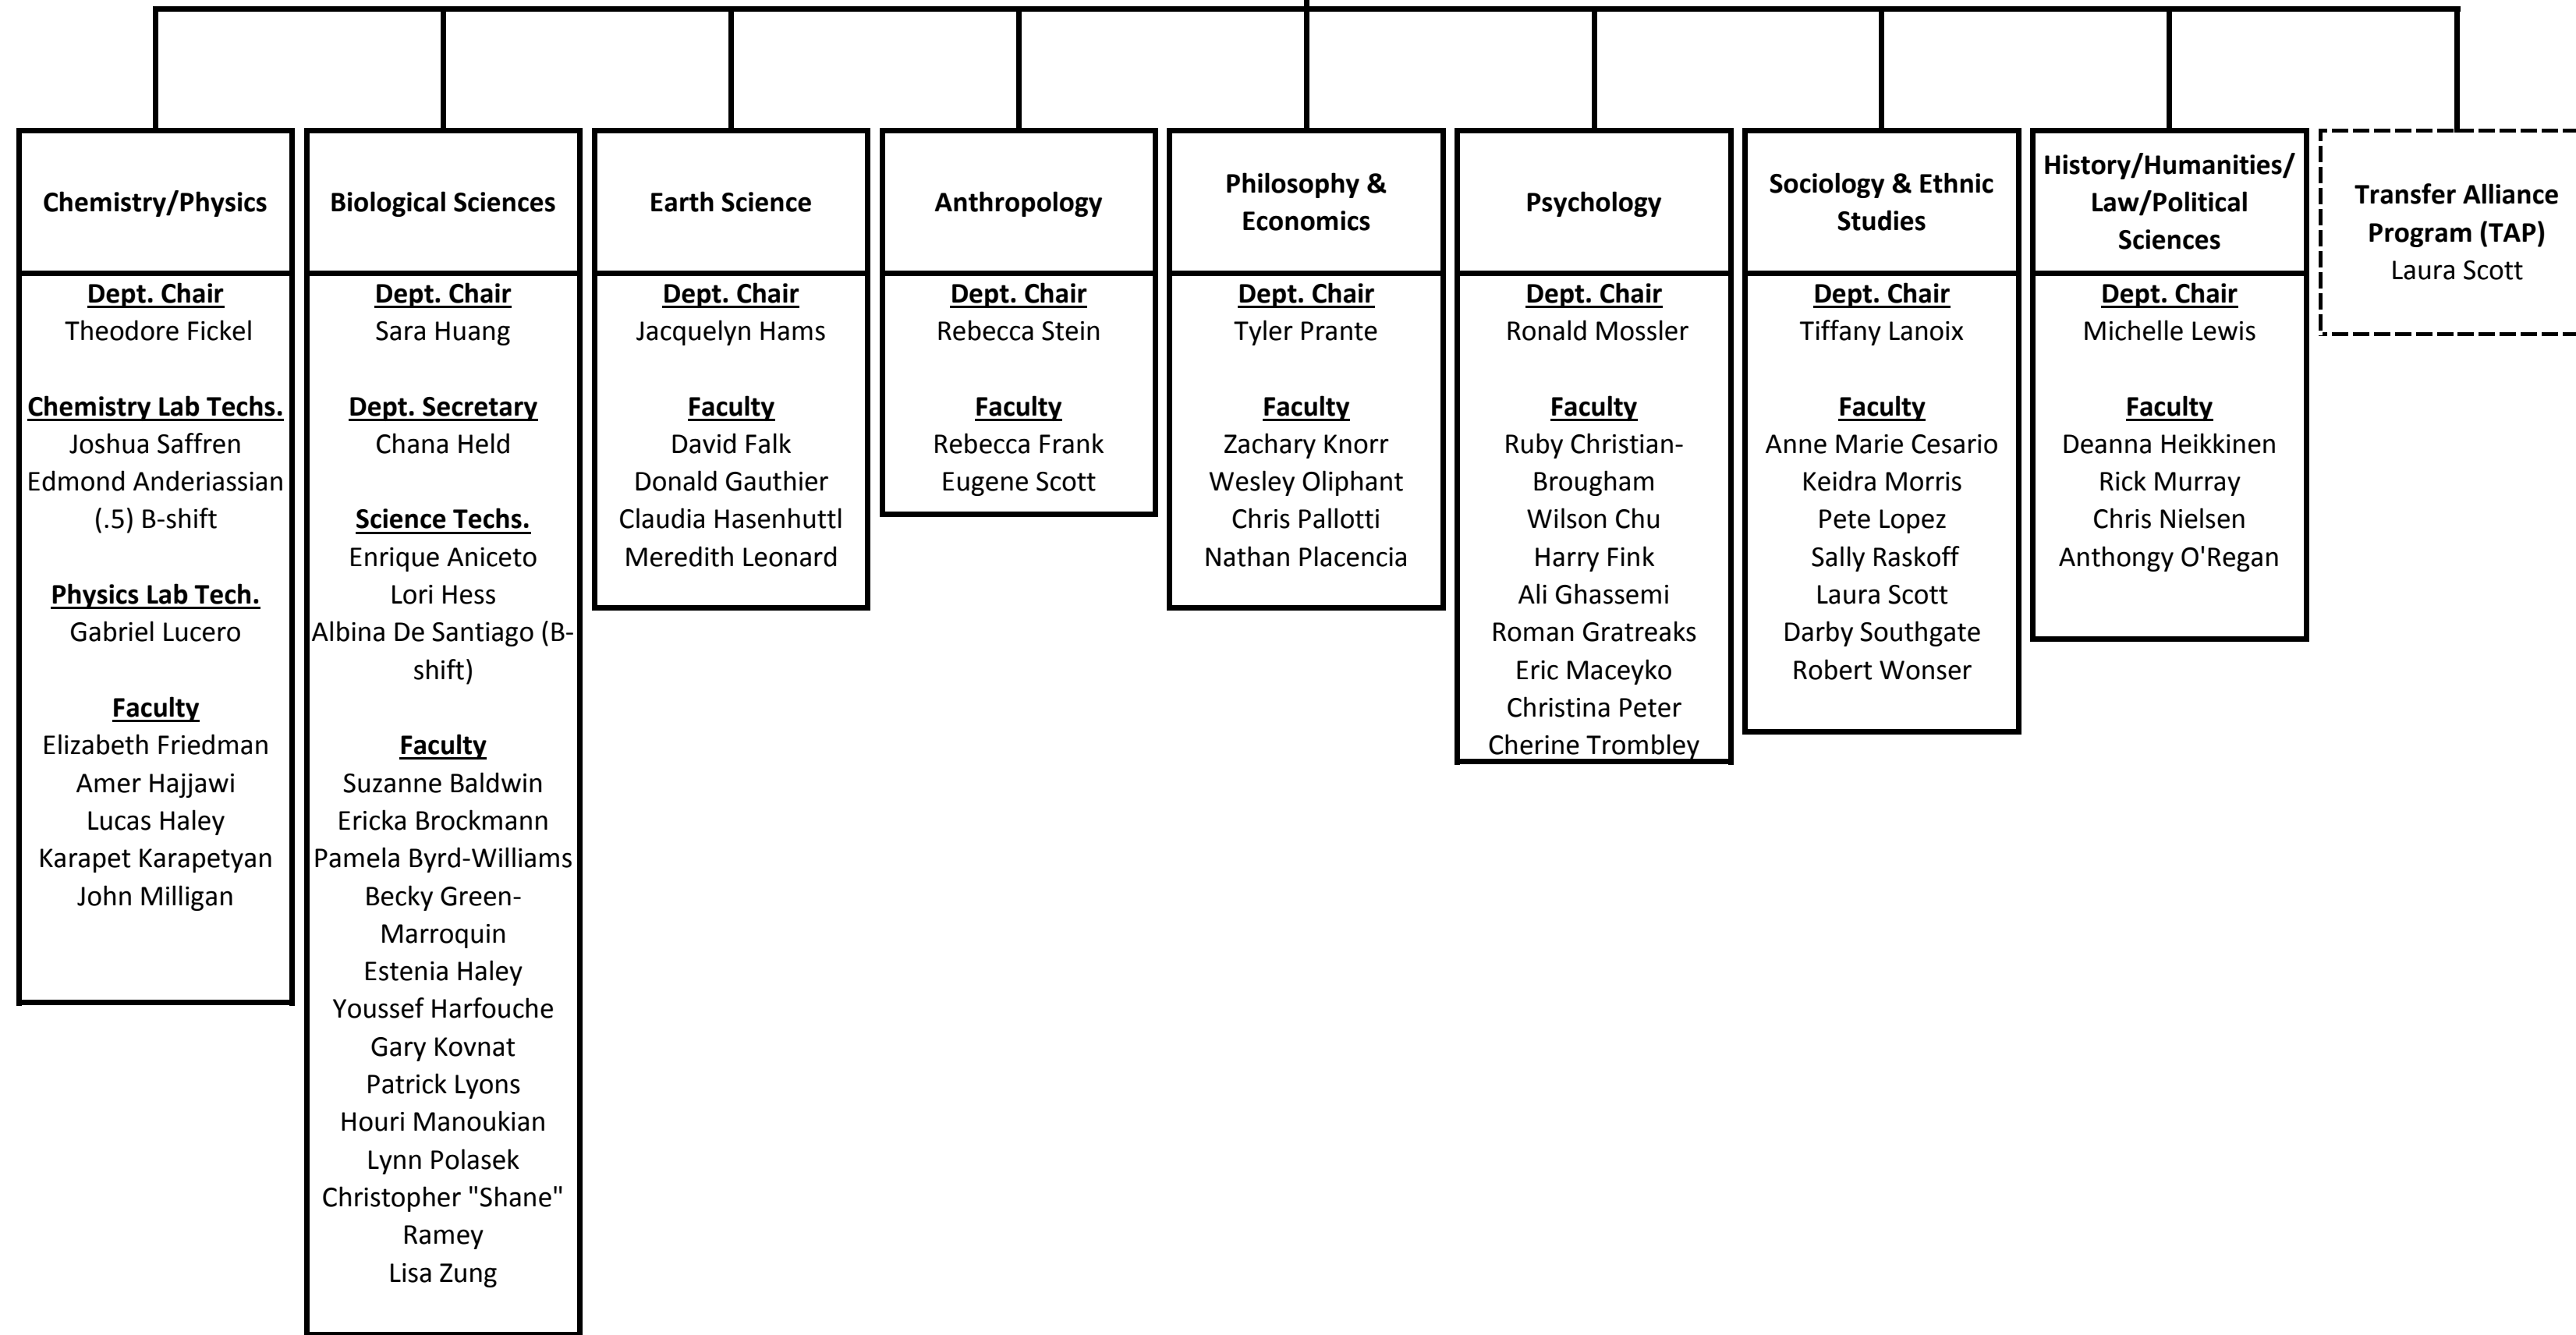 Chemistry/Physics
Dept. Chair
Theodore Fickel
Chemistry Lab Techs.
Joshua Saffren
Edmond Anderiassian
(.5) B-shift
Physics Lab Tech.
Gabriel Lucero
Faculty
Elizabeth Friedman
Amer Hajjawi
Lucas Haley
Karapet Karapetyan
John Milligan
Biological Sciences
Dept. Chair
Sara Huang
Dept. Secretary
Chana Held
Science Techs.
Enrique Aniceto
Lori Hess
Albina De Santiago (B-
shift)
Faculty
Suzanne Baldwin
Ericka Brockmann
Pamela Byrd-Williams
Becky Green-
Marroquin
Estenia Haley
Youssef Harfouche
Gary Kovnat
Patrick Lyons
Houri Manoukian
Lynn Polasek
Christopher "Shane"
Ramey
Lisa Zung
Earth Science
Dept. Chair
Jacquelyn Hams
Faculty
David Falk
Donald Gauthier
Claudia Hasenhuttl
Meredith Leonard
Anthropology
Dept. Chair
Rebecca Stein
Faculty
Rebecca Frank
Eugene Scott
Philosophy &
Economics
Dept. Chair
Tyler Prante
Faculty
Zachary Knorr
Wesley Oliphant
Chris Pallotti
Nathan Placencia
Psychology
Dept. Chair
Ronald Mossler
Faculty
Ruby Christian-
Brougham
Wilson Chu
Harry Fink
Ali Ghassemi
Roman Gratreaks
Eric Maceyko
Christina Peter
Cherine Trombley
Sociology & Ethnic
Studies
Dept. Chair
Tiffany Lanoix
Faculty
Anne Marie Cesario
Keidra Morris
Pete Lopez
Sally Raskoff
Laura Scott
Darby Southgate
Robert Wonser
History/Humanities/
Law/Political
Sciences
Dept. Chair
Michelle Lewis
Faculty
Deanna Heikkinen
Rick Murray
Chris Nielsen
Anthongy O'Regan
Transfer Alliance
Program (TAP)
Laura Scott